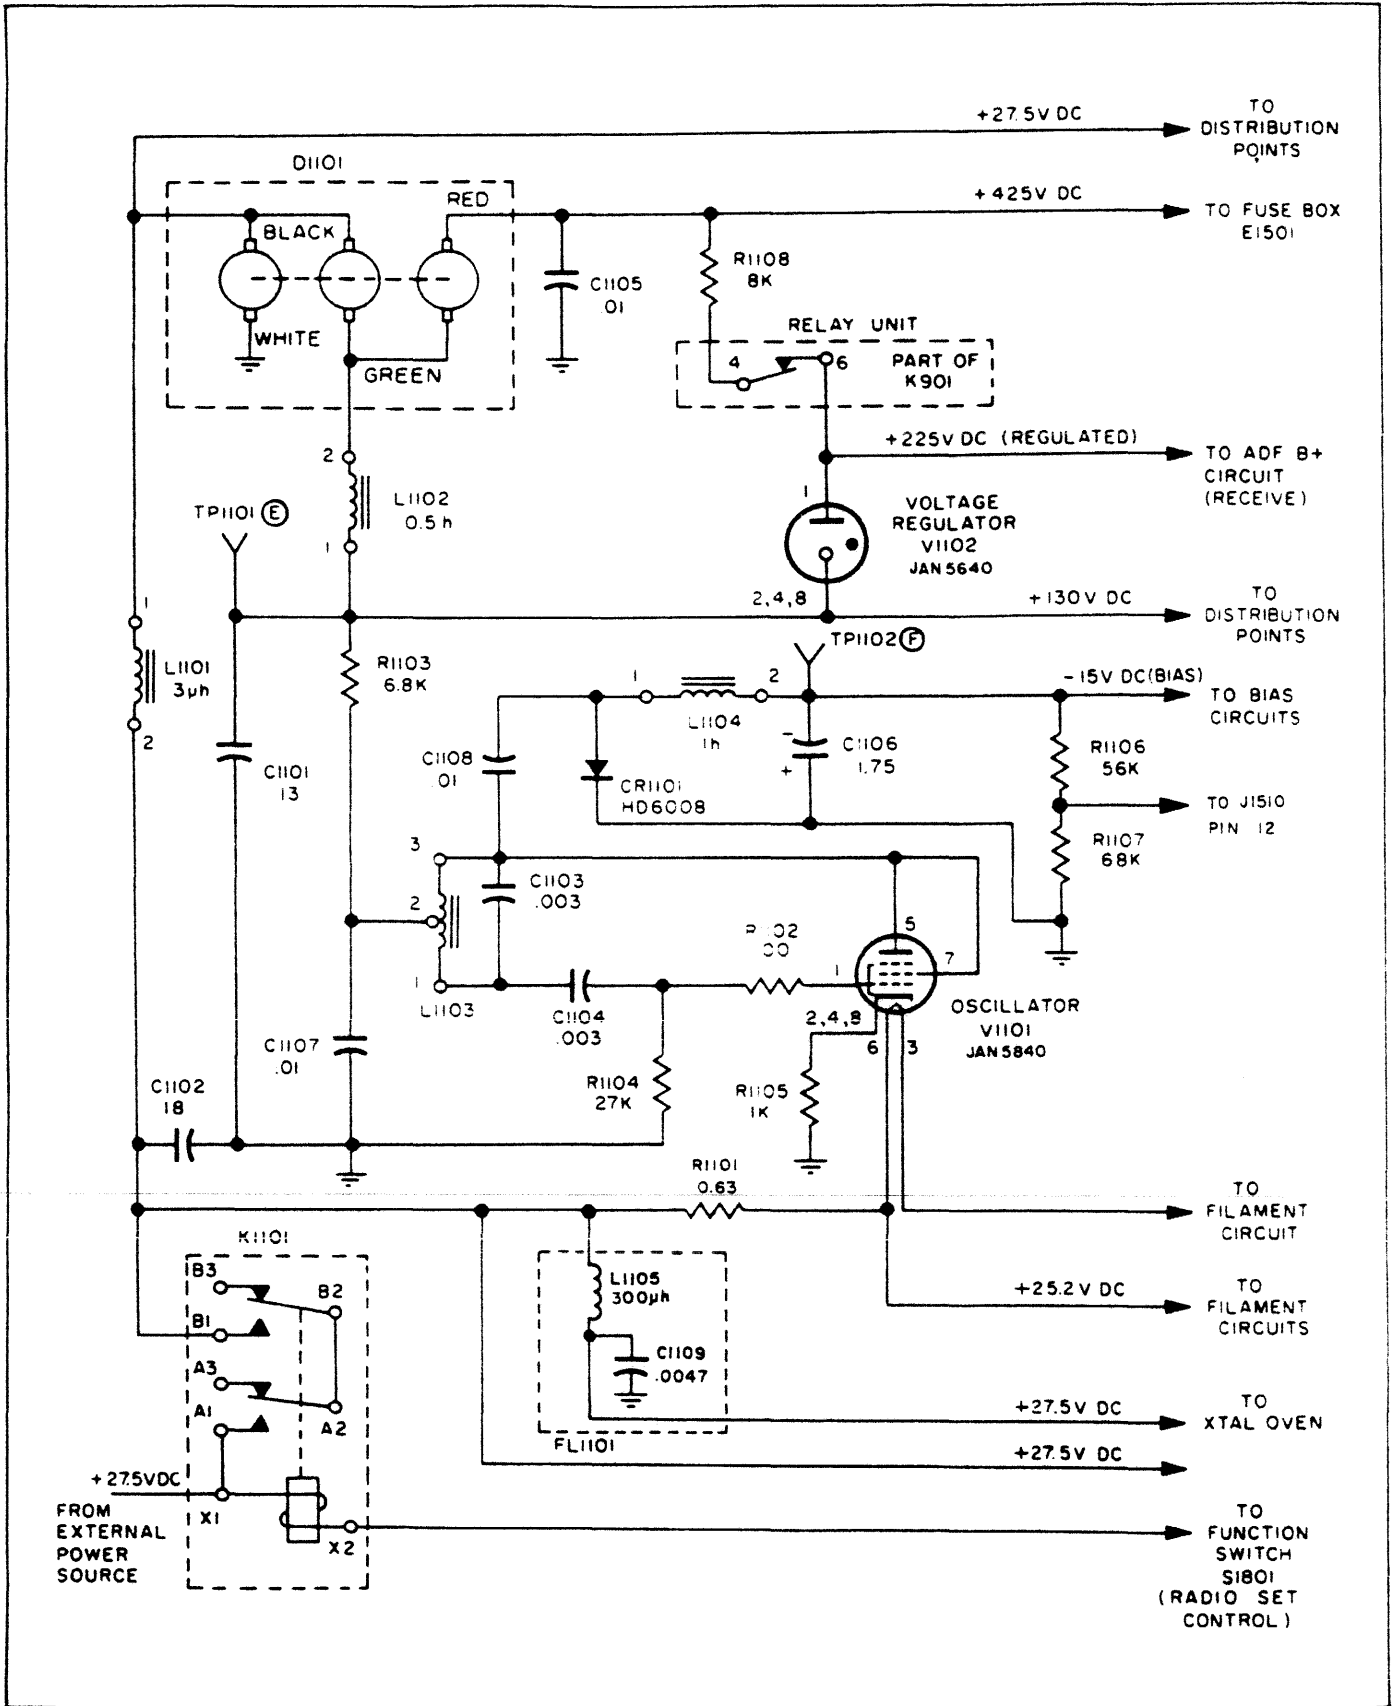 +27.5V DC
TO
DISTRIBUTION
POINTS
D1101
RED
+425V DC
TO FUSE BOX
E1501
BLACK
R1108
8K
C1105
.01
RELAY UNIT
WHITE
4
6
PART OF
K901
GREEN
+225V DC (REGULATED)
TO ADF B+
CIRCUIT
(RECEIVE)
2
L1102
0.5h
1
TP1101 E
1
VOLTAGE
REGULATOR
V1102
JAN 5640
2,4,8
+130V DC
TO
DISTRIBUTION
POINTS
TP1102 F
1
L1101
3µh
2
R1103
6.8K
1
2
L1104
1h
-15V DC(BIAS)
TO BIAS
CIRCUITS
C1101
13
C1108
.01
CR1101
HD6008
-
+
C1106
1.75
R1106
56K
TO J1510
PIN 12
R1107
68K
3
C1103
.003
2
1
L1103
5
1
7
C1104
.003
OSCILLATOR
V1101
JAN 5840
2,4,8
6
3
C1107
.01
C1102
18
R1104
27K
R1105
1K
R1101
0.63
TO
FILAMENT
CIRCUIT
K1101
B3
B2
B1
A3
A1
A2
L1105
300µh
C1109
.0047
FL1101
+25.2V DC
TO
FILAMENT
CIRCUITS
+27.5V DC
TO
XTAL OVEN
+27.5V DC
+27.5VDC
FROM
EXTERNAL
POWER
SOURCE
X1
X2
TO
FUNCTION
SWITCH
S1801
(RADIO SET
CONTROL)